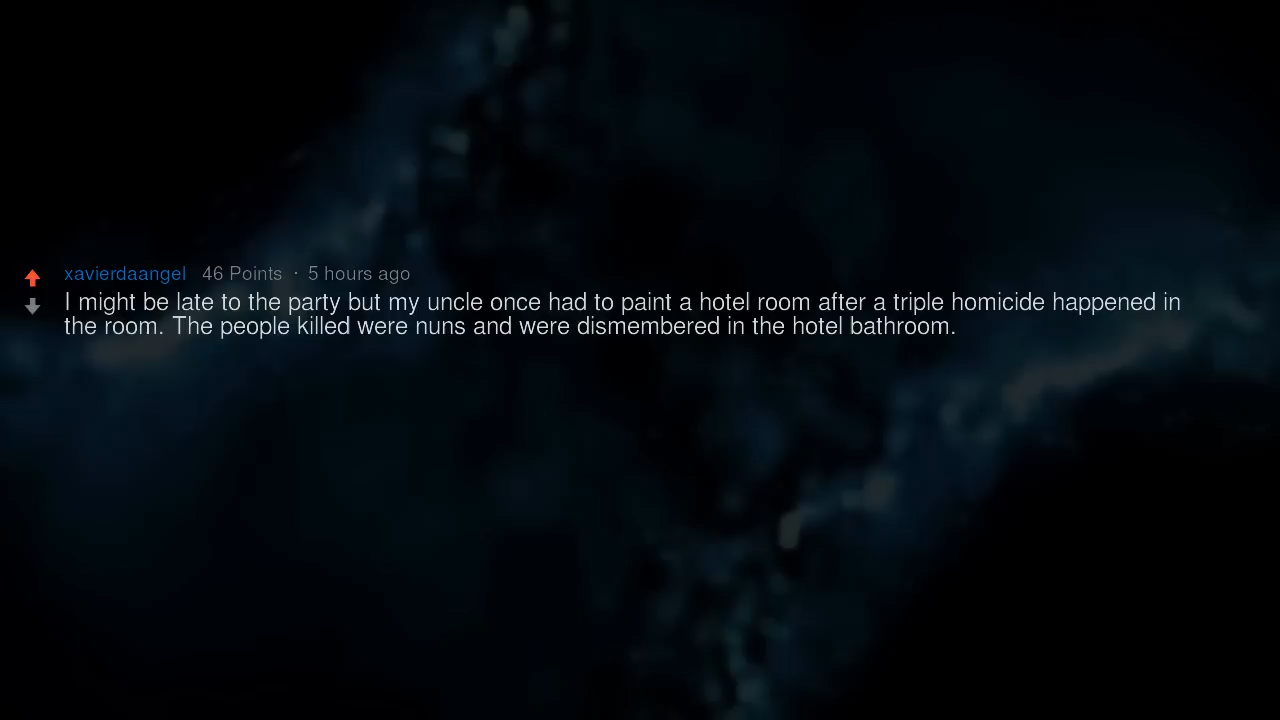 xavierdaangel 46 Points · 5 hours ago
I might be late to the party but my uncle once had to paint a hotel room after a triple homicide happened in
the room. The people killed were nuns and were dismembered in the hotel bathroom.